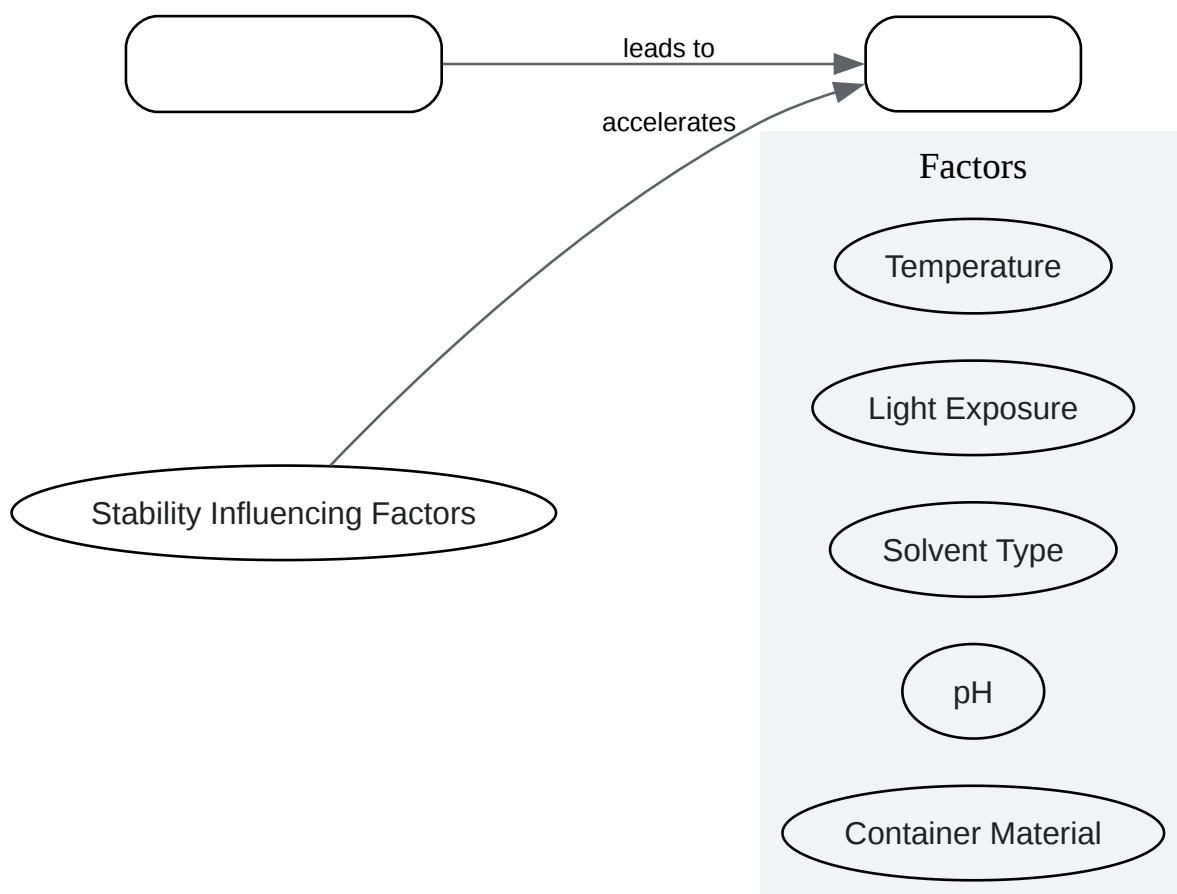 leads to
accelerates
Factors
Temperature
Light Exposure
Stability Influencing Factors
Solvent Type
pH
Container Material